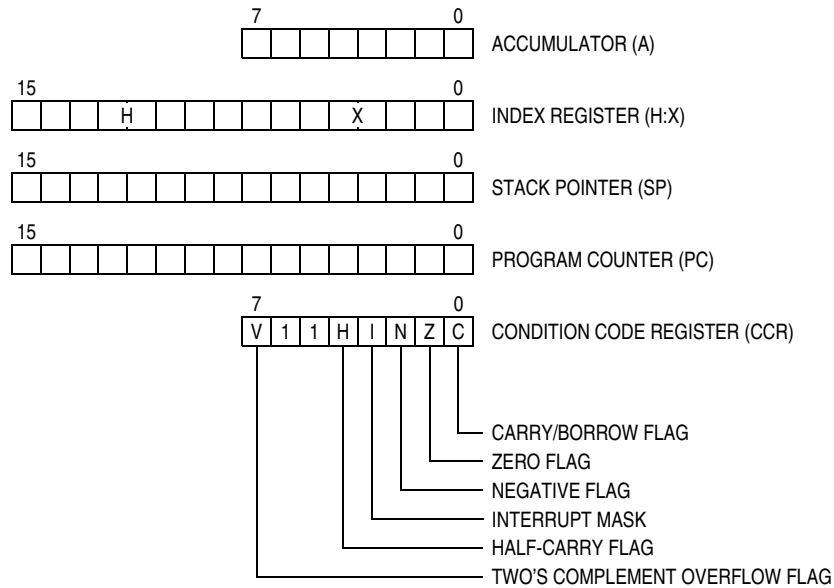 7 0
ACCUMULATOR (A)
15 0
H X INDEX REGISTER (H:X)
15 0
STACK POINTER (SP)
15 0
PROGRAM COUNTER (PC)
7 0
V 1 1 H I N Z C CONDITION CODE REGISTER (CCR)
CARRY/BORROW FLAG
ZERO FLAG
NEGATIVE FLAG
INTERRUPT MASK
HALF-CARRY FLAG
TWO'S COMPLEMENT OVERFLOW FLAG